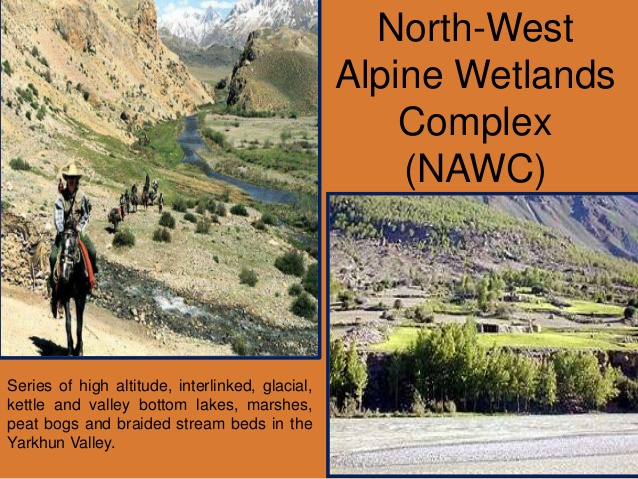 North-West
Alpine Wetlands
Complex
(NAWC)
Series of high altitude, interlinked, glacial,
kettle and valley bottom lakes, marshes,
peat bogs and braided stream beds in the
Yarkhun Valley.